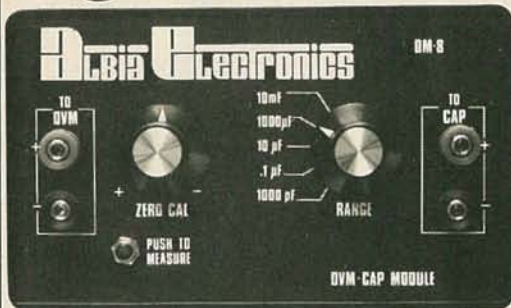 ALBIA ELECTRONICS
DM-8
TO
DVM
+
−
+ −
ZERO CAL
PUSH TO
MEASURE
10mF
1000µF
10 µF
.1 µF
1000 pF
RANGE
TO
CAP
+
−
DVM-CAP MODULE